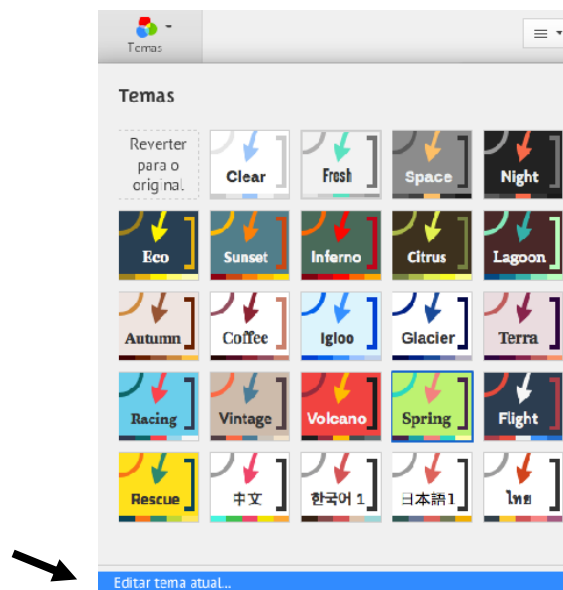 Temas
Temas
Reverter
para o
original
Clear
Fresh
Space
Night
Eco
Sunset
Inferno
Citrus
Lagoon
Autumn
Coffee
Igloo
Glacier
Terra
Racing
Vintage
Volcano
Spring
Flight
Rescue
中文
한국어 1
日本語1
ไทย
Editar tema atual...